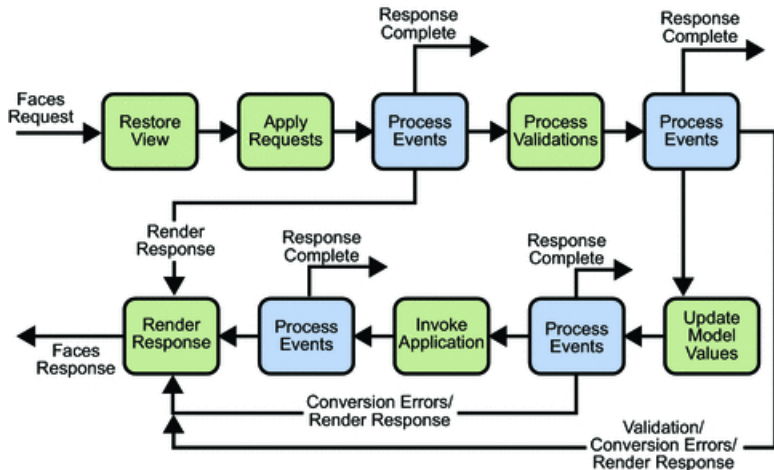 Response
Complete
Response
Complete
Faces
Request
Restore
View
Apply
Requests
Process
Events
Process
Validations
Process
Events
Render
Response
Response
Complete
Response
Complete
Render
Response
Process
Events
Invoke
Application
Process
Events
Update
Model
Values
Faces
Response
Conversion Errors/
Render Response
Validation/
Conversion Errors/
Render Response